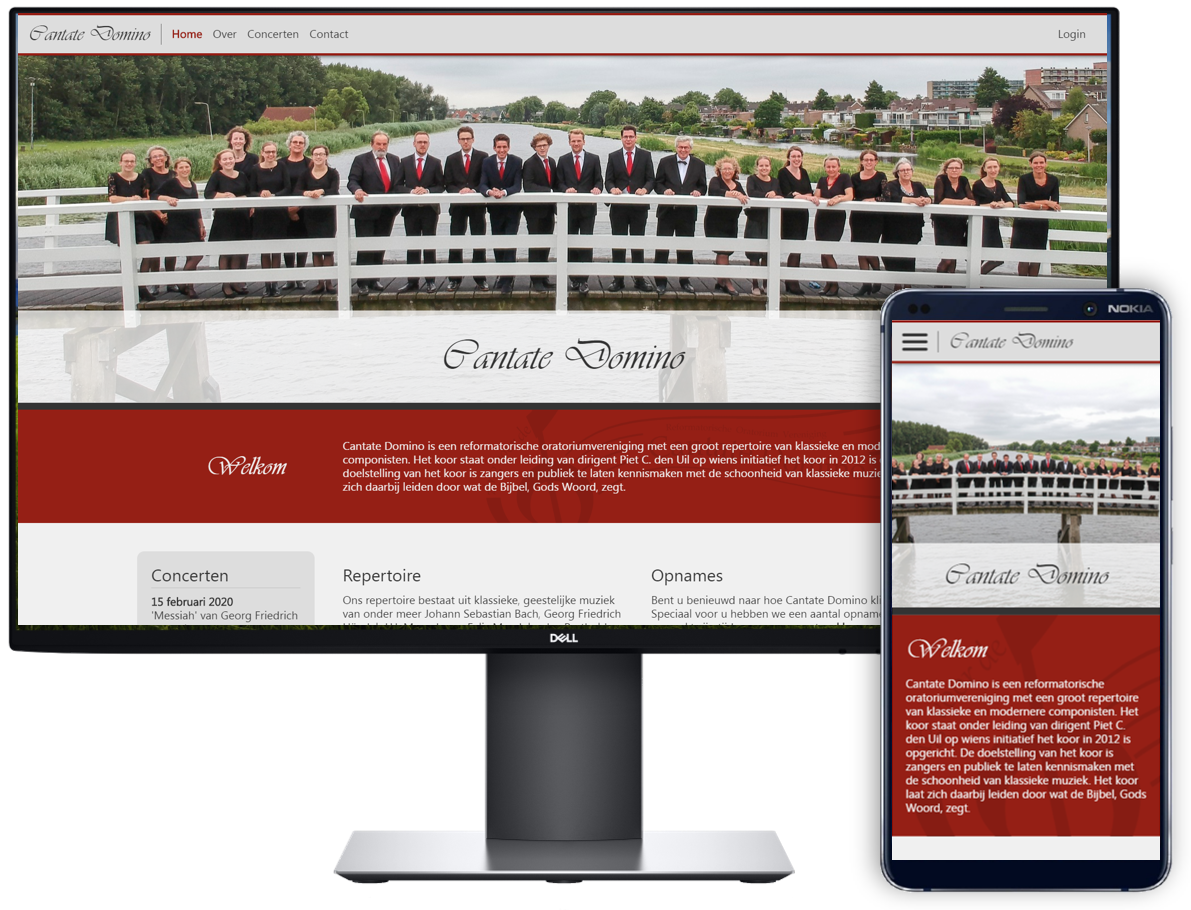 Cantate Domino
Home Over Concerten Contact
Login
Cantate Domino
Welkom
Cantate Domino is een reformatorische oratoriumvereniging met een groot repertoire van klassieke en mod
componisten. Het koor staat onder leiding van dirigent Piet C. den Uil op wiens initiatief het koor in 2012 is
doelstelling van het koor is zangers en publiek te laten kennismaken met de schoonheid van klassieke muzie
zich daarbij leiden door wat de Bijbel, Gods Woord, zegt.
Concerten
15 februari 2020
'Messiah' van Georg Friedrich
Repertoire
Ons repertoire bestaat uit klassieke, geestelijke muziek
van onder meer Johann Sebastian Bach, Georg Friedrich
Opnames
Bent u benieuwd naar hoe Cantate Domino kli
Speciaal voor u hebben we een aantal opname
DELL
NOKIA
Cantate Domino
Cantate Domino
Welkom
Cantate Domino is een reformatorische
oratoriumvereniging met een groot repertoire
van klassieke en modernere componisten. Het
koor staat onder leiding van dirigent Piet C.
den Uil op wiens initiatief het koor in 2012 is
opgericht. De doelstelling van het koor is
zangers en publiek te laten kennismaken met
de schoonheid van klassieke muziek. Het koor
laat zich daarbij leiden door wat de Bijbel, Gods
Woord, zegt.